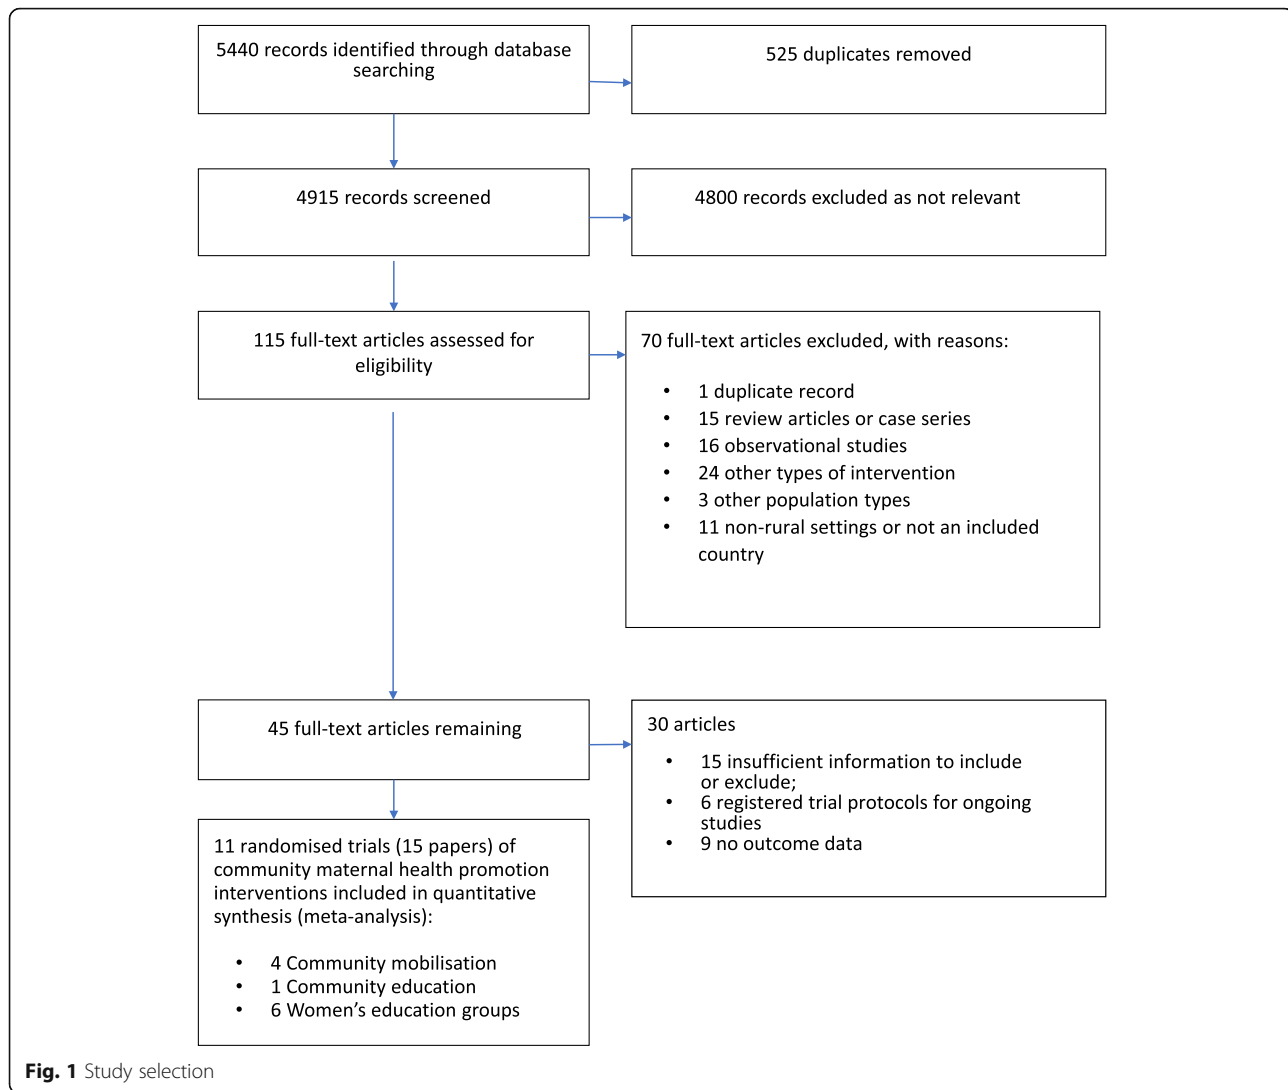 5440 records identified through database
searching
525 duplicates removed
4915 records screened
4800 records excluded as not relevant
115 full-text articles assessed for
eligibility
70 full-text articles excluded, with reasons:
• 1 duplicate record
• 15 review articles or case series
• 16 observational studies
• 24 other types of intervention
• 3 other population types
• 11 non-rural settings or not an included
country
45 full-text articles remaining
30 articles
• 15 insufficient information to include
or exclude;
• 6 registered trial protocols for ongoing
studies
• 9 no outcome data
11 randomised trials (15 papers) of
community maternal health promotion
interventions included in quantitative
synthesis (meta-analysis):
• 4 Community mobilisation
• 1 Community education
• 6 Women’s education groups
Fig. 1 Study selection